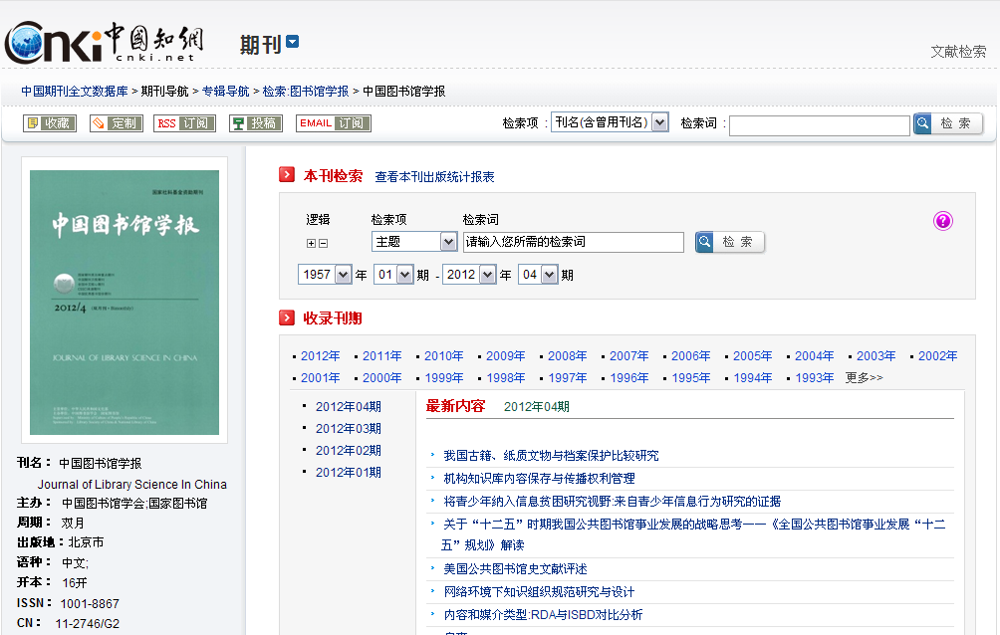 Cnki 中國知網
cnki.net
期刊
文献检索
中国期刊全文数据库 > 期刊导航 > 专辑导航 > 检索:图书馆学报 > 中国图书馆学报
收藏 定制 RSS 订阅 投稿 EMAIL 订阅 检索项 : 刊名(含曾用刊名) 检索词 : 检 索
中国图书馆学报
2012/4
JOURNAL OF LIBRARY SCIENCE IN CHINA
刊名: 中国图书馆学报
Journal of Library Science In China
主办: 中国图书馆学会;国家图书馆
周期: 双月
出版地:北京市
语种: 中文;
开本: 16开
ISSN: 1001-8867
CN: 11-2746/G2
本刊检索 查看本刊出版统计报表
逻辑 检索项 检索词
主题 请输入您所需的检索词 检 索
1957 年 01 期 - 2012 年 04 期
收录刊期
2012年 2011年 2010年 2009年 2008年 2007年 2006年 2005年 2004年 2003年 2002年
2001年 2000年 1999年 1998年 1997年 1996年 1995年 1994年 1993年 更多>>
2012年04期
2012年03期
2012年02期
2012年01期
最新内容 2012年04期
我国古籍、纸质文物与档案保护比较研究
机构知识库内容保存与传播权利管理
将青少年纳入信息贫困研究视野:来自青少年信息行为研究的证据
关于“十二五”时期我国公共图书馆事业发展的战略思考——《全国公共图书馆事业发展“十二
五”规划》解读
美国公共图书馆史文献评述
网络环境下知识组织规范研究与设计
内容和媒介类型:RDA与ISBD对比分析